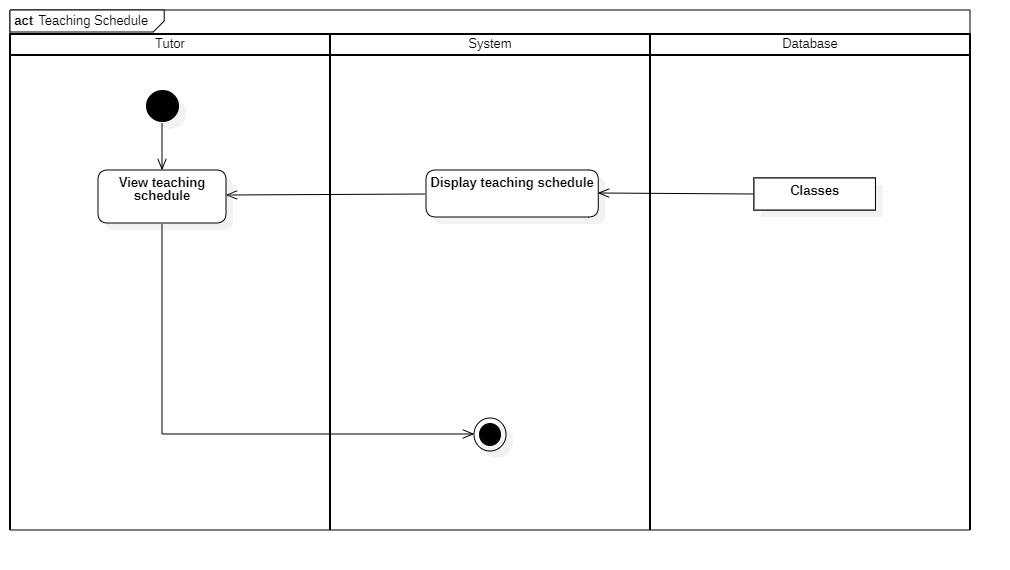 act Teaching Schedule
Tutor
System
Database
View teaching
schedule
Display teaching schedule
Classes